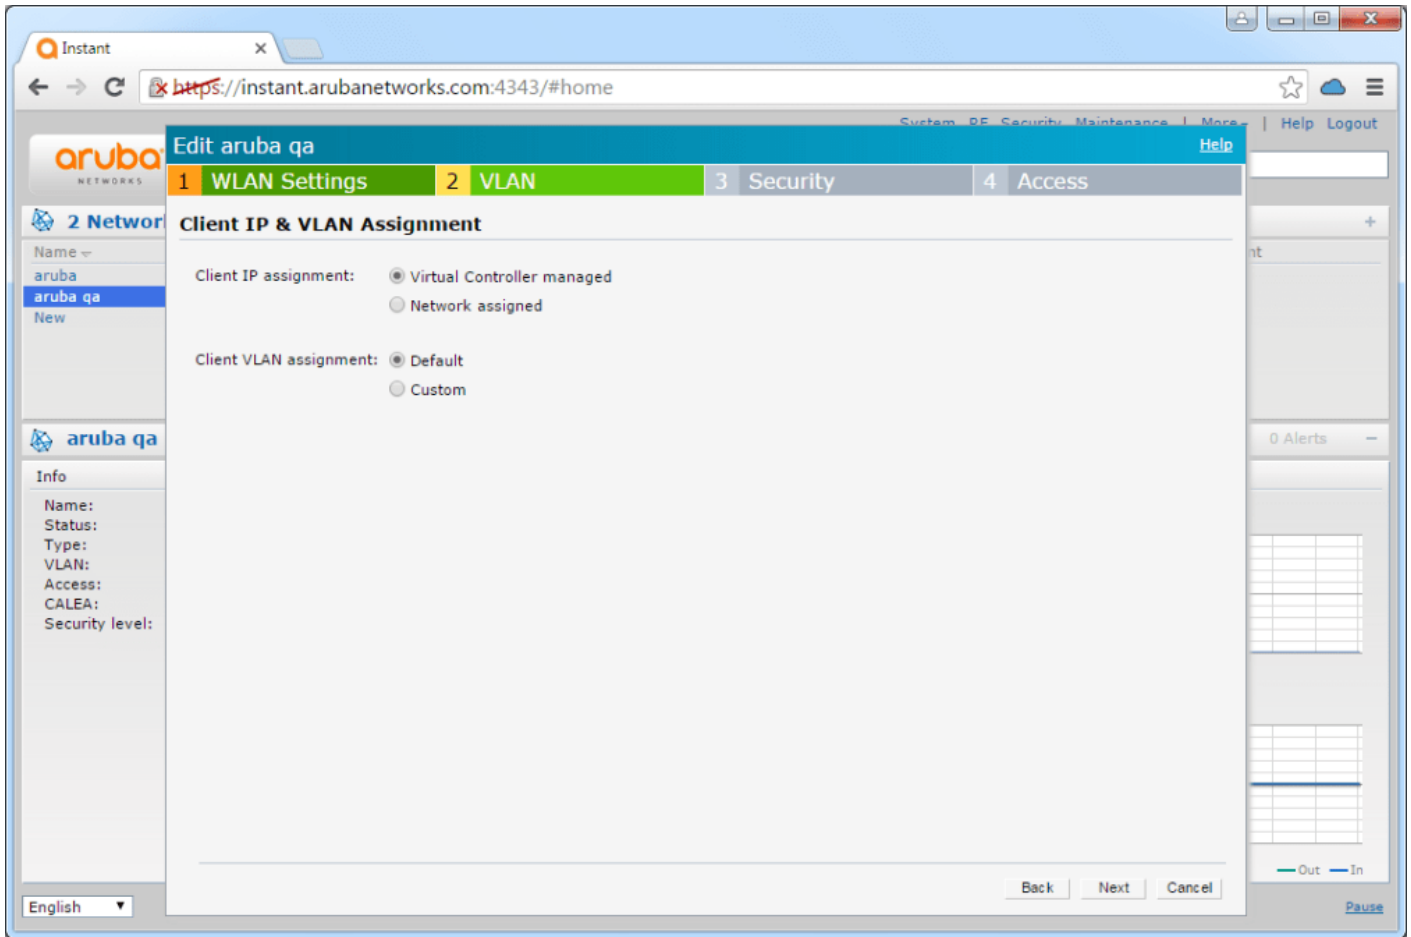 Instant
https://instant.arubanetworks.com:4343/#home
System RF Security Maintenance | More | Help Logout
aruba
NETWORKS
Edit aruba qa Help
1 WLAN Settings 2 VLAN 3 Security 4 Access
2 Networ
Client IP & VLAN Assignment
Name
nt
Client IP assignment: Virtual Controller managed
aruba
aruba qa
Network assigned
New
Client VLAN assignment: Default
Custom
aruba qa
0 Alerts
Info
Name:
Status:
Type:
VLAN:
Access:
CALEA:
Security level:
Out In
Back Next Cancel
English
Pause